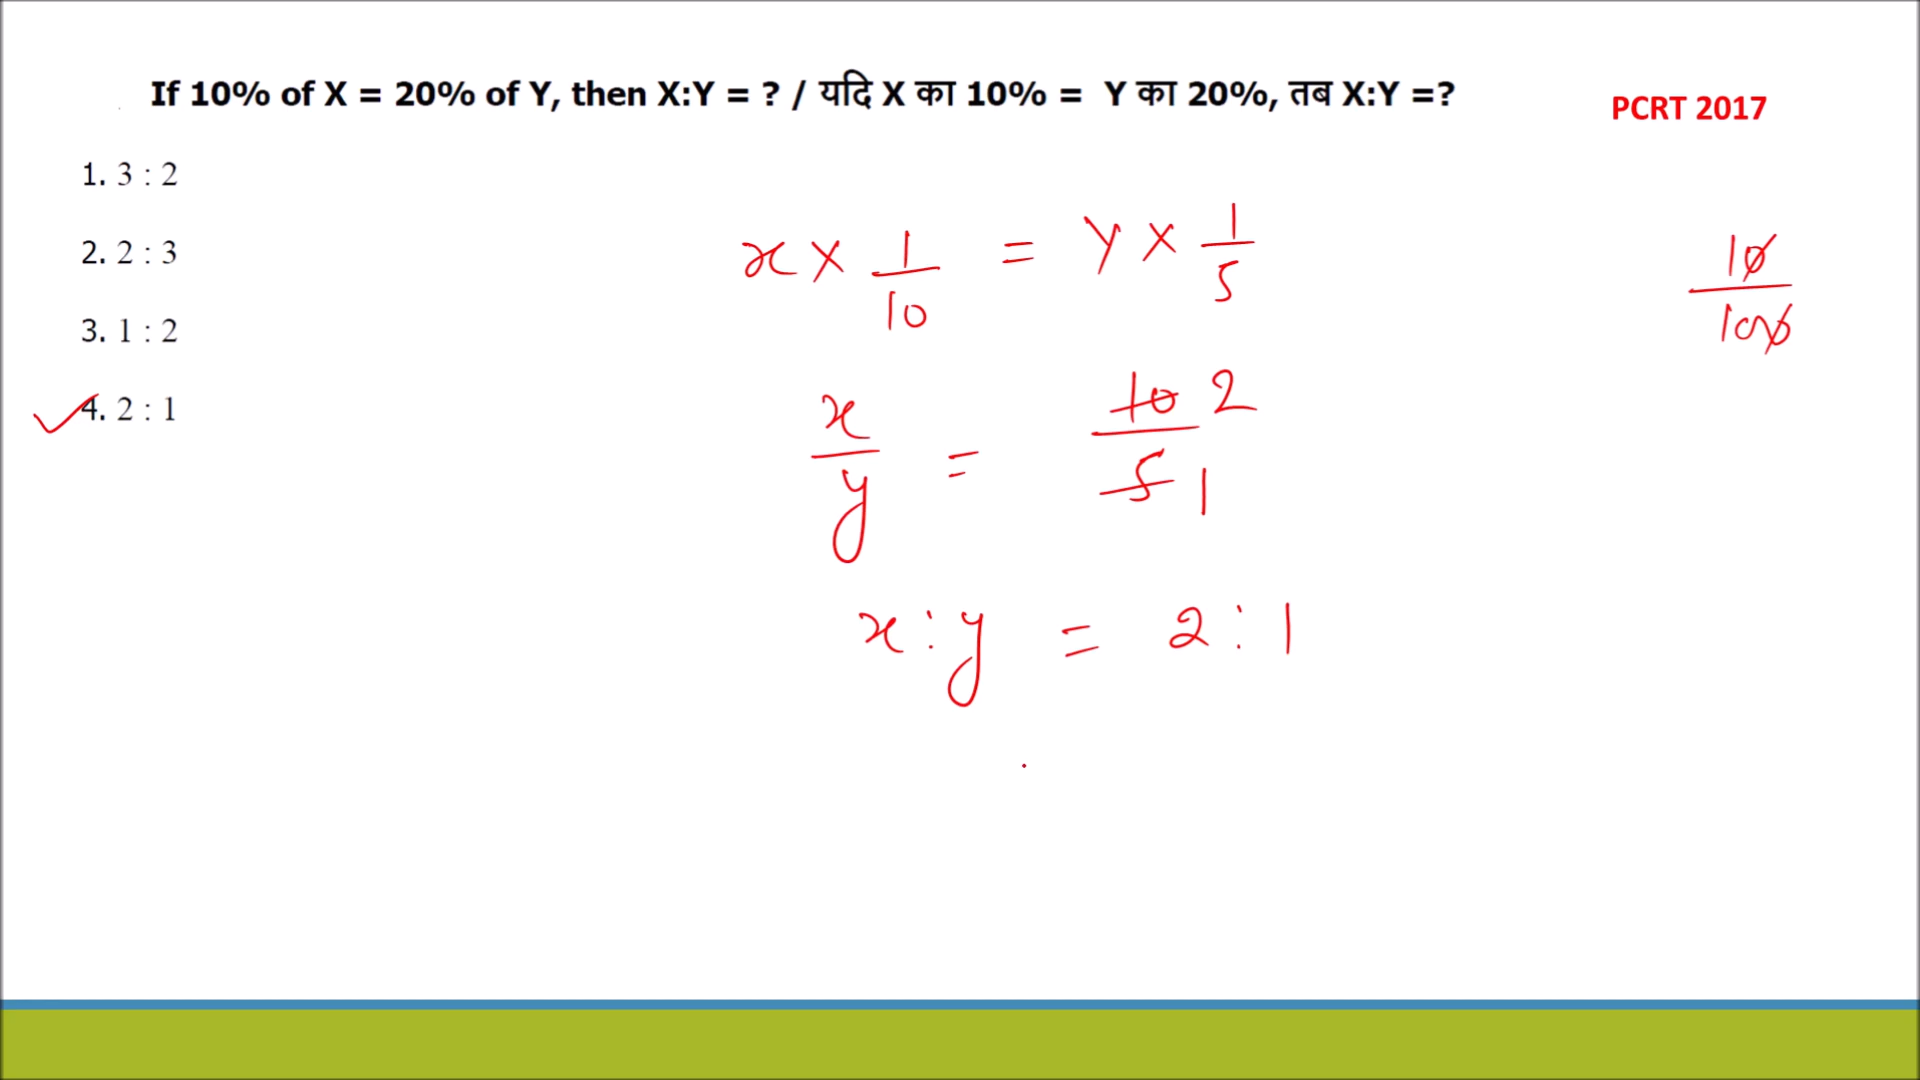 If 10% of X = 20% of Y, then X:Y = ? / यदि X का 10% = Y का 20%, तब X:Y =?
PCRT 2017
1. 3 : 2
2. 2 : 3
3. 1 : 2
4. 2 : 1
x × 1/10 = y × 1/5
10/100
x/y = 10/5 2/1
x : y = 2 : 1